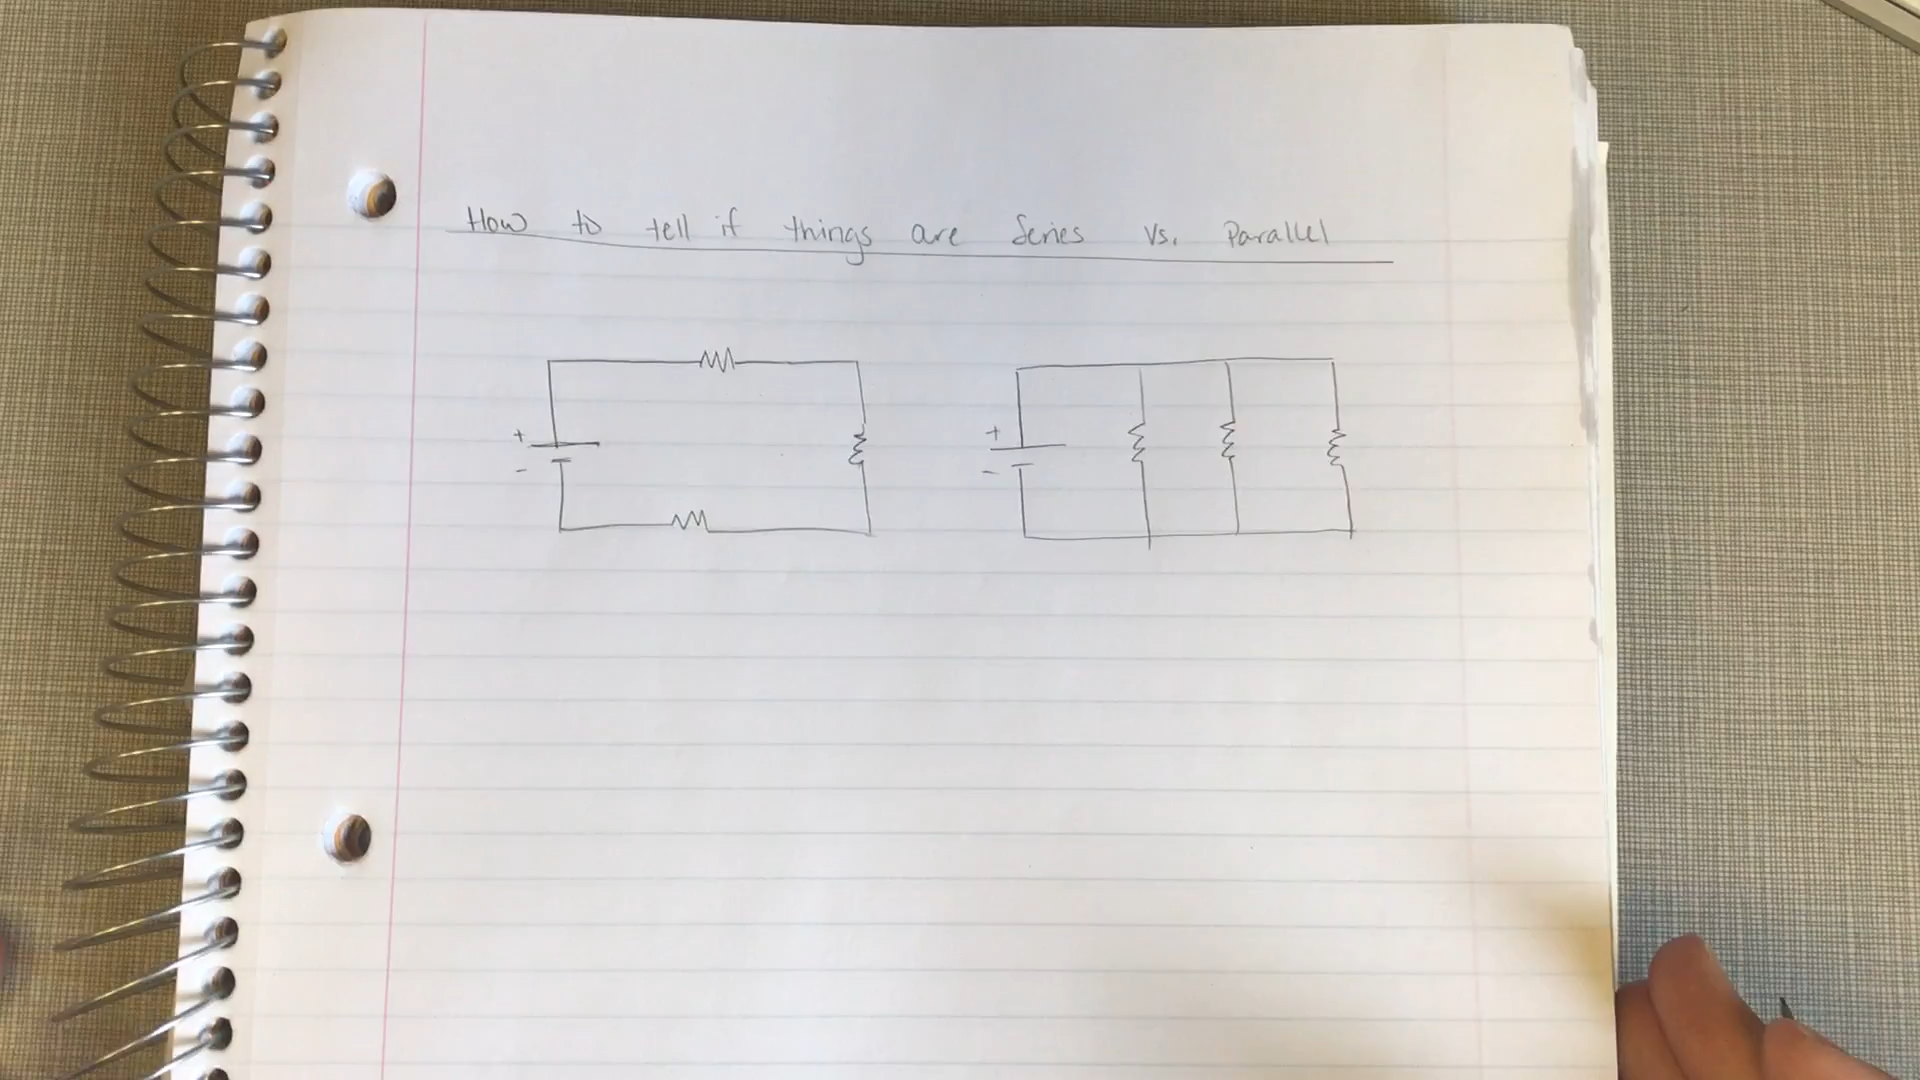 How to tell if things are Series vs. Parallel
+ +
- -